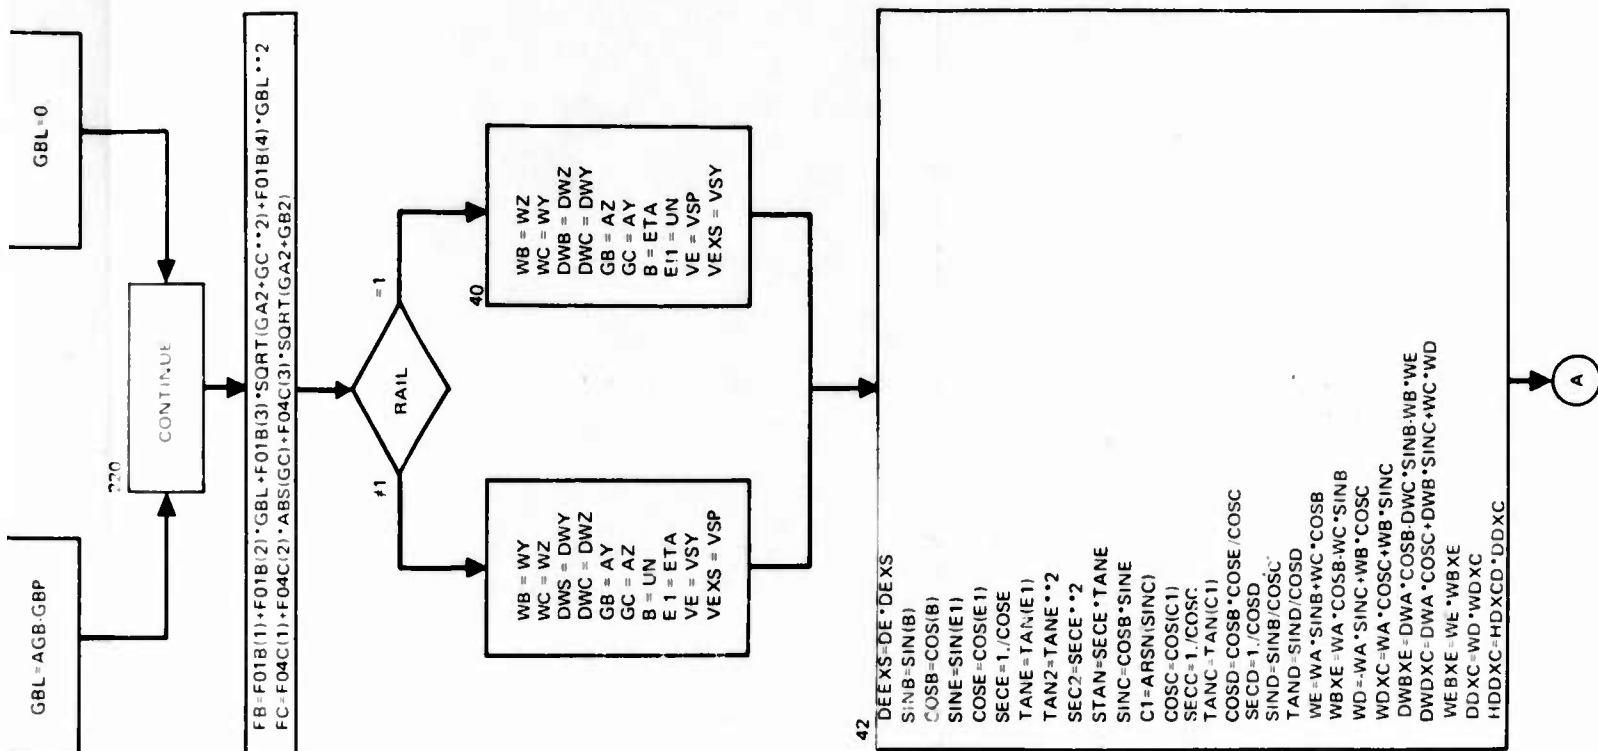 GBL=AGB-GBP
GBL=0.
220
CONTINUE
FB=F01B(1)+F01B(2)*GBL+F01B(3)*SQRT(GA2+GC**2)+F01B(4)*GBL**2
FC=F04C(1)+F04C(2)*ABS(GC)+F04C(3)*SQRT(GA2+GB2)
RAIL
≠1
= 1
WB = WY
WC = WZ
DWS = DWY
DWC = DWZ
GB = AY
GC = AZ
B = UN
E1 = ETA
VE = VSY
VEXS = VSP
40
WB = WZ
WC = WY
DWB = DWZ
DWC = DWY
GB = AZ
GC = AY
B = ETA
E!1 = UN
VE = VSP
VEXS = VSY
42
DEEXS=DE*DEXS
SINB=SIN(B)
COSB=COS(B)
SINE=SIN(E1)
COSE=COS(E1)
SECE=1./COSE
TANE=TAN(E1)
TAN2=TANE**2
SEC2=SECE**2
STAN=SECE*TANE
SINC=COSB*SINE
C1=ARSN(SINC)
COSC=COS(C1)
SECC=1./COSC
TANC=TAN(C1)
COSD=COSB*COSE/COSC
SECD=1./COSD
SIND=SINB/COSC
TAND=SIND/COSD
WE=WA*SINB+WC*COSB
WBXE=WA*COSB-WC*SINB
WD=-WA*SINC+WB*COSC
WDXC=WA*COSC+WB*SINC
DWBXE=DWA*COSB-DWC*SINB-WB*WE
DWDXC=DWA*COSC+DWB*SINC+WC*WD
WEBXE=WE*WBXE
DDXC=WD*WDXC
HDDXC=HDXCD*DDXC
A